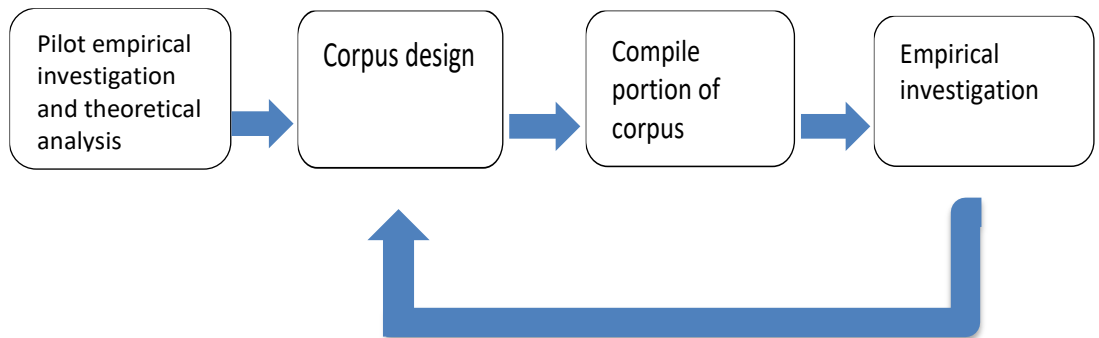 Pilot empirical
investigation
and theoretical
analysis
Corpus design
Compile
portion of
corpus
Empirical
investigation